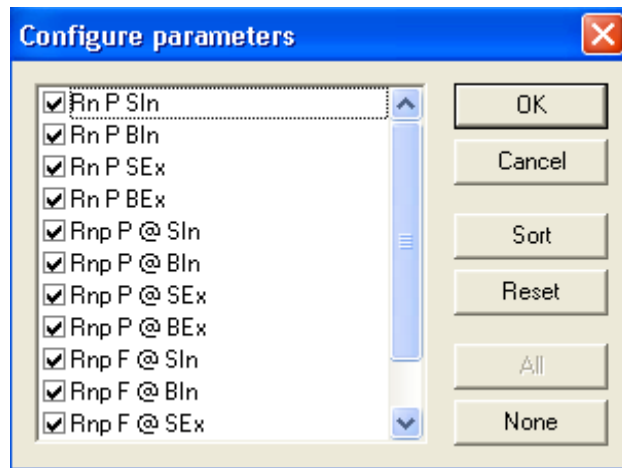 Configure parameters
Rn P SIn
Rn P BIn
Rn P SEx
Rn P BEx
Rnp P @ SIn
Rnp P @ BIn
Rnp P @ SEx
Rnp P @ BEx
Rnp F @ SIn
Rnp F @ BIn
Rnp F @ SEx
OK
Cancel
Sort
Reset
All
None